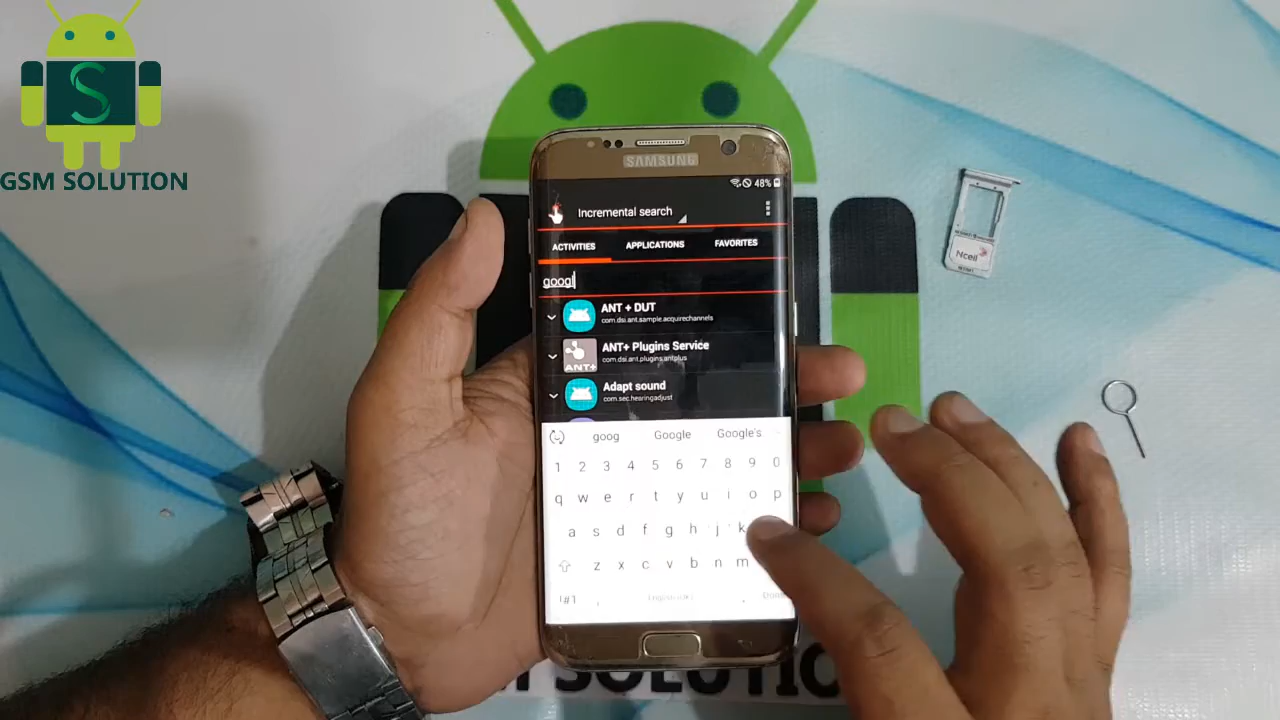 S
GSM SOLUTION
SAMSUNG
48%
Incremental search
ACTIVITIES APPLICATIONS FAVORITES
googl
ANT + DUT
com.dsi.ant.sample.acquirechannels
ANT+
ANT+ Plugins Service
com.dsi.ant.plugins.antplus
Adapt sound
com.sec.hearingadjust
goog Google Google's
1 2 3 4 5 6 7 8 9 0
q w e r t y u i o p
a s d f g h j k
z x c v b n m
!#1 ,
Ncell
SOLUTION